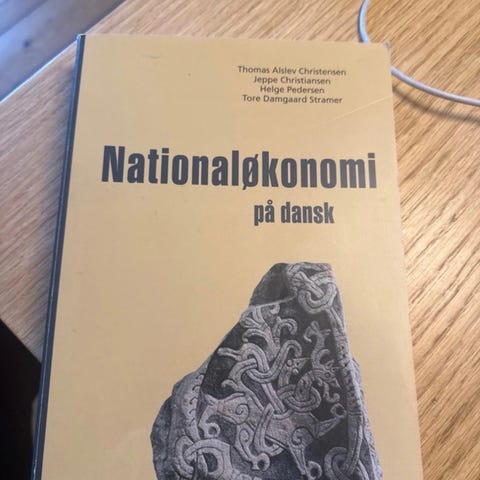 Thomas Alslev Christensen
Jeppe Christiansen
Helge Pedersen
Tore Damgaard Stramer
Nationaløkonomi
på dansk